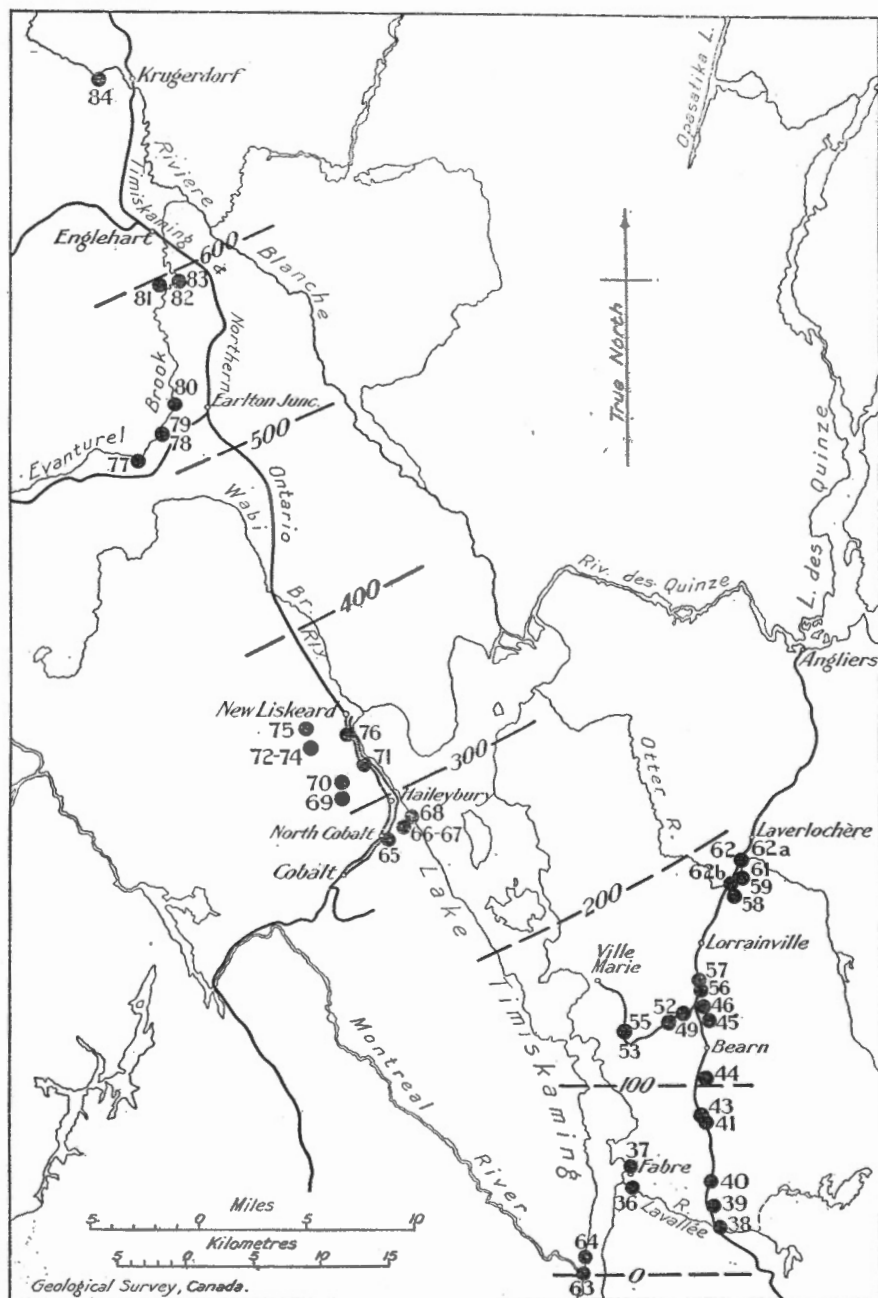 Opasatika L.
Krugerdorf
84
Riviere
Blanche
Timiskaming
&
Northern
Ontario
Rly.
Englehart
600
83
81
82
True North
Brook
80
Earlton Junc.
79
78
500
Evanturel
77
Wabi
Br.
L. des Quinze
Riv. des Quinze
400
Angliers
New Liskeard
75
76
72-74
71
300
Otter R.
70
69
Haileybury
68
North Cobalt
66-67
65
Laverlochère
62
62a
Cobalt
61
62b
59
58
200
Lake Timiskaming
Lorrainville
Ville
Marie
57
56
52
46
55
49
45
53
Bearn
Montreal
River
44
100
43
41
37
Fabre
40
36
39
R.
Lavallée
38
Miles
5 0 5 10
Kilometres
5 0. 5 10 15
64
63
0
Geological Survey, Canada.